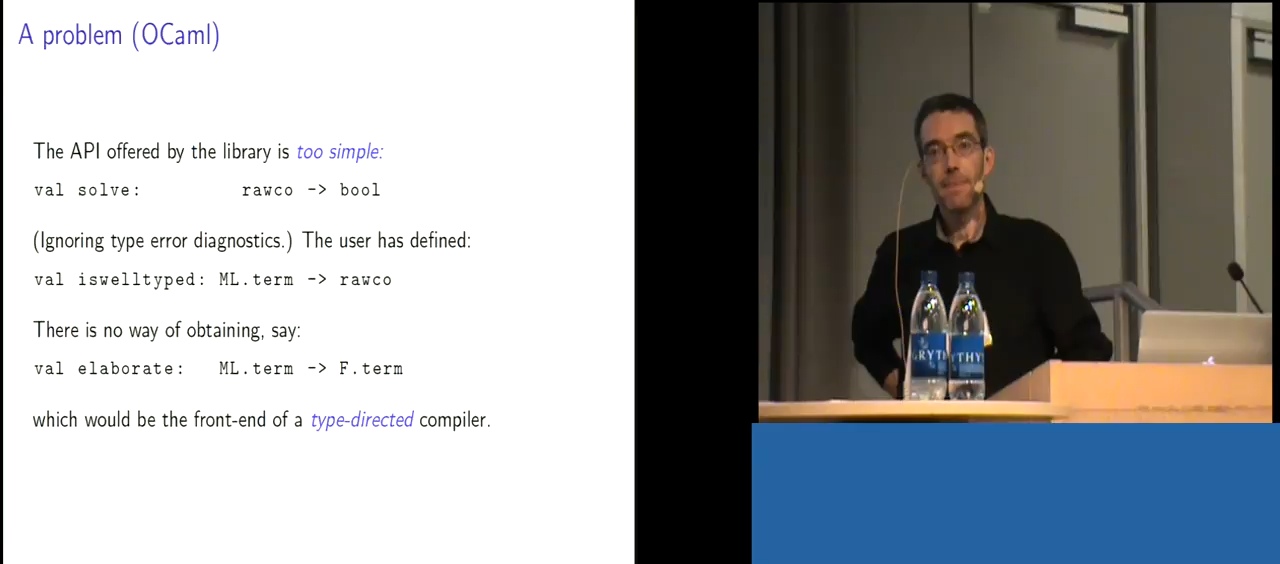 A problem (OCaml)
The API offered by the library is too simple:
val solve: rawco -> bool
(Ignoring type error diagnostics.) The user has defined:
val iswelltyped: ML.term -> rawco
There is no way of obtaining, say:
val elaborate: ML.term -> F.term
which would be the front-end of a type-directed compiler.